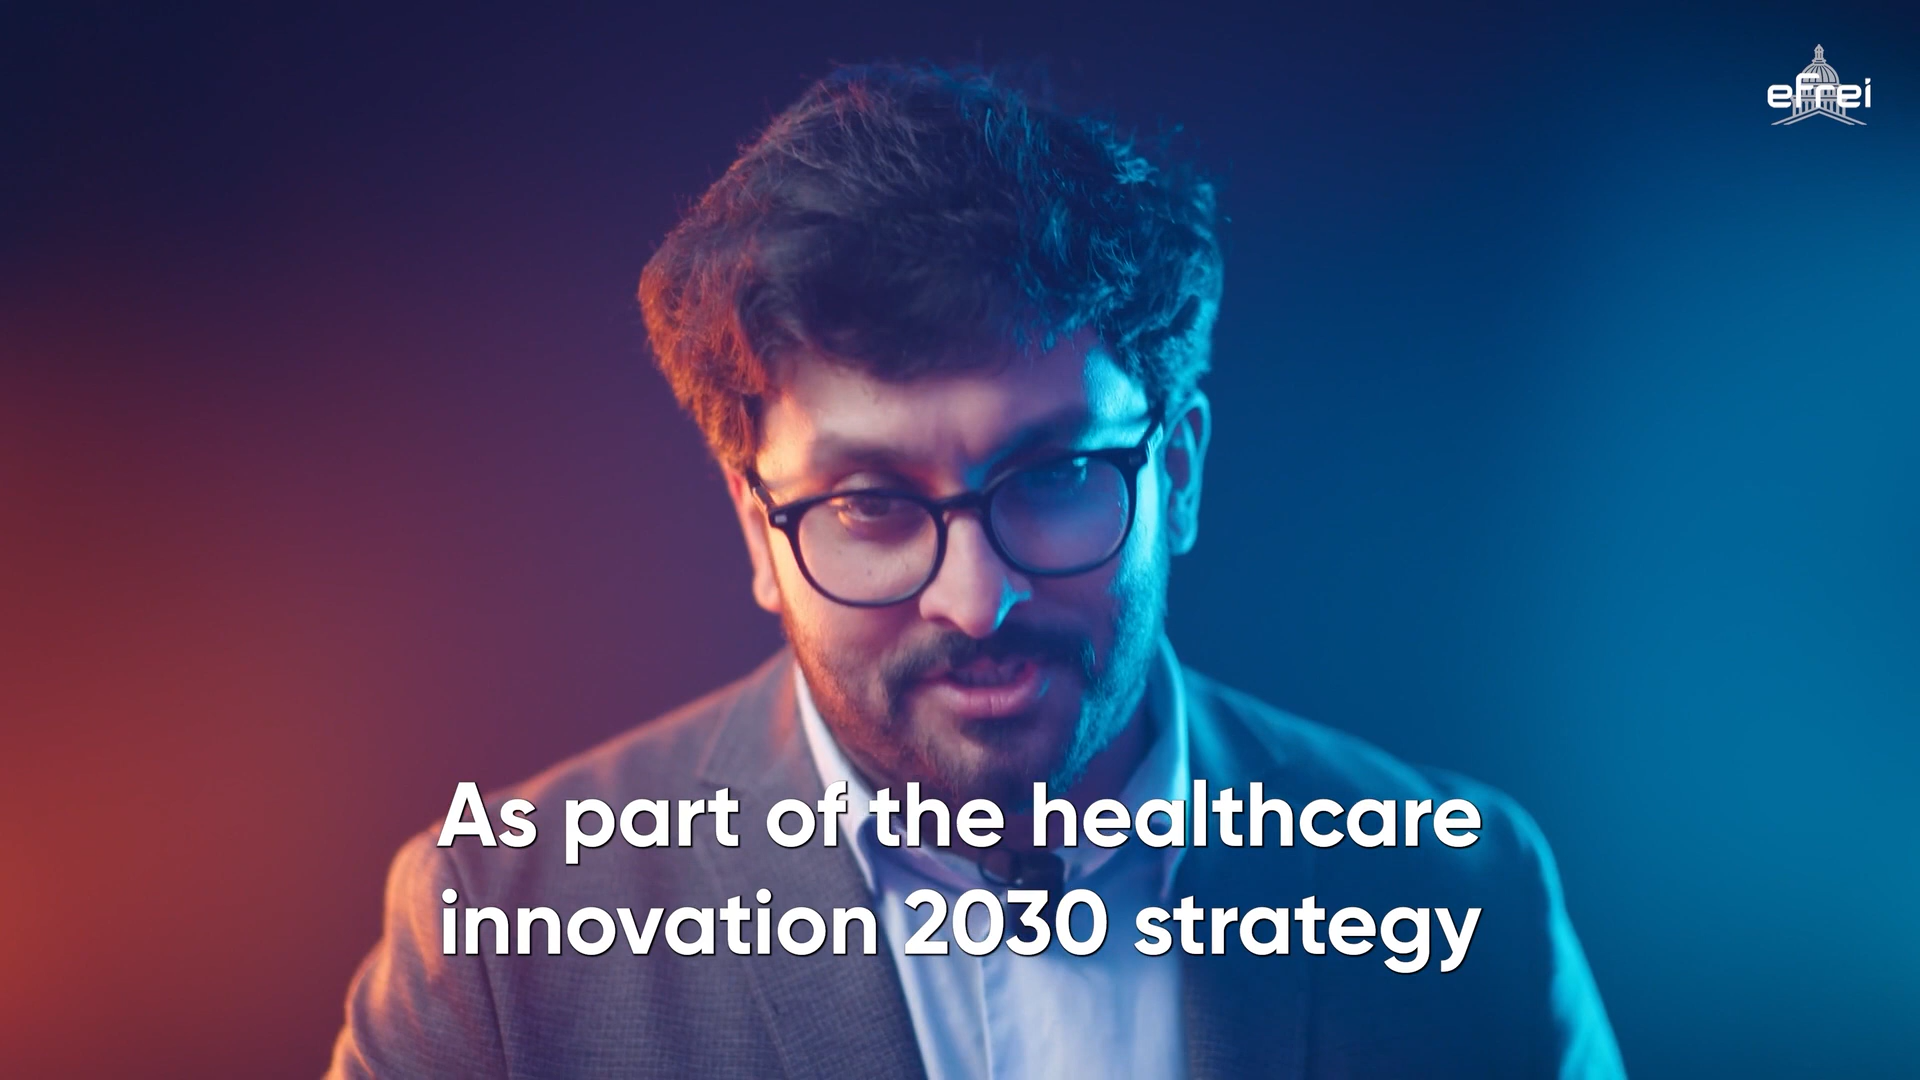 efrei
As part of the healthcare
innovation 2030 strategy